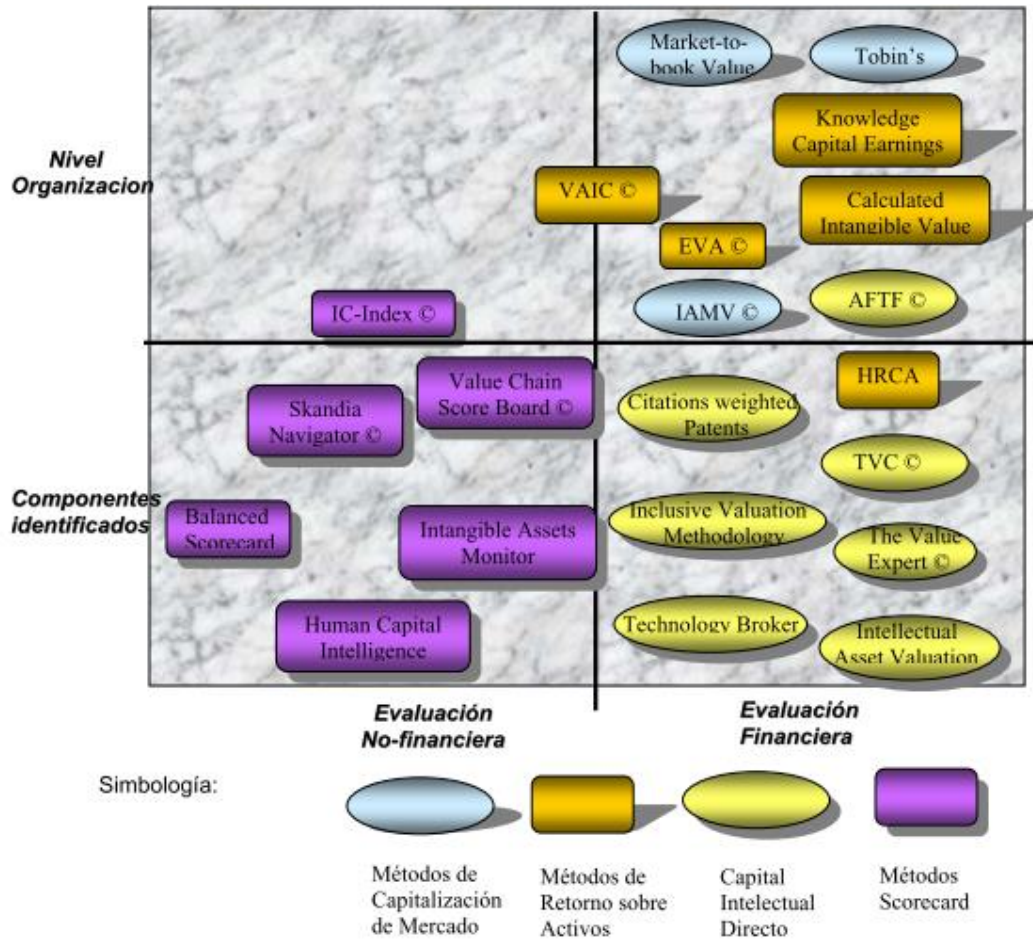 Market-to-
book Value
Tobin's
Knowledge
Capital Earnings
Nivel
Organizacion
VAIC ©
Calculated
Intangible Value
EVA ©
IC-Index ©
IAMV ©
AFTF ©
Value Chain
Score Board ©
HRCA
Skandia
Navigator ©
Citations weighted
Patents
TVC ©
Componentes
identificados
Balanced
Scorecard
Intangible Assets
Monitor
Inclusive Valuation
Methodology
The Value
Expert ©
Human Capital
Intelligence
Technology Broker
Intellectual
Asset Valuation
Evaluación
No-financiera
Evaluación
Financiera
Simbología:
Métodos de
Capitalización
de Mercado
Métodos de
Retorno sobre
Activos
Capital
Intelectual
Directo
Métodos
Scorecard